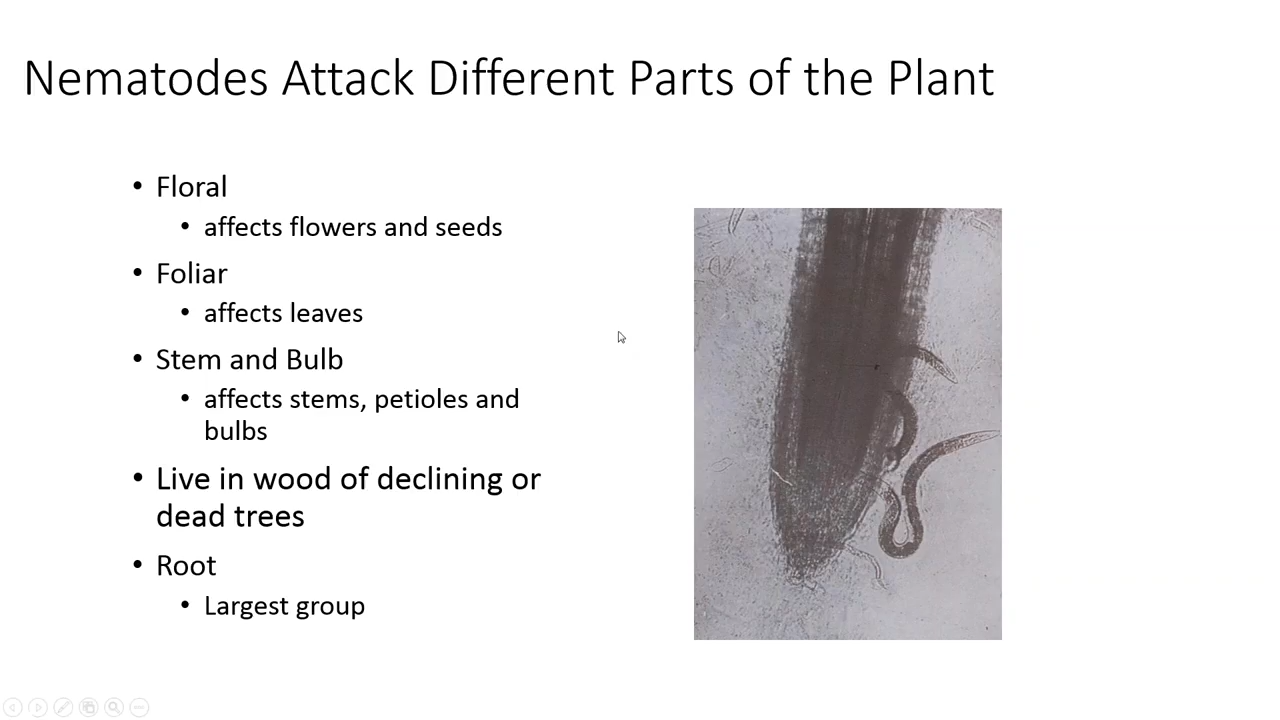 Nematodes Attack Different Parts of the Plant
• Floral
• affects flowers and seeds
• Foliar
• affects leaves
• Stem and Bulb
• affects stems, petioles and
bulbs
• Live in wood of declining or
dead trees
• Root
• Largest group